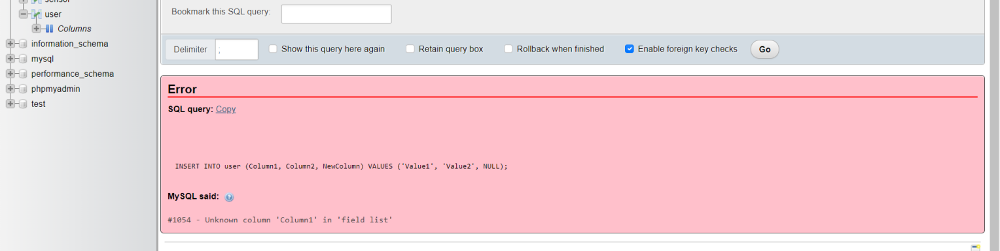 sensor
user
Columns
information_schema
mysql
performance_schema
phpmyadmin
test
Bookmark this SQL query:
Delimiter ; Show this query here again Retain query box Rollback when finished Enable foreign key checks Go
Error
SQL query: Copy
INSERT INTO user (Column1, Column2, NewColumn) VALUES ('Value1', 'Value2', NULL);
MySQL said:
#1054 - Unknown column 'Column1' in 'field list'